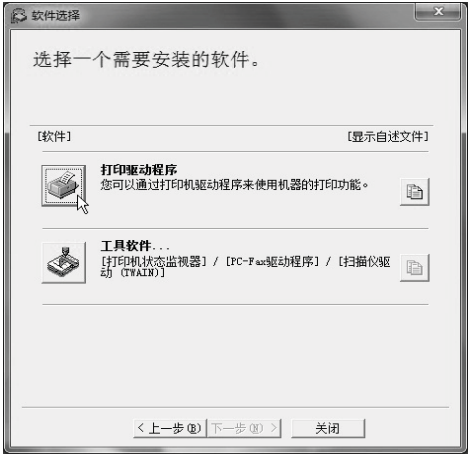 软件选择
选择一个需要安装的软件。
[软件] [显示自述文件]
打印驱动程序
您可以通过打印机驱动程序来使用机器的打印功能。
工具软件...
[打印机状态监视器] / [PC-Fax驱动程序] / [扫描仪驱
动 (TWAIN)]
< 上一步(B) 下一步(N) > 关闭